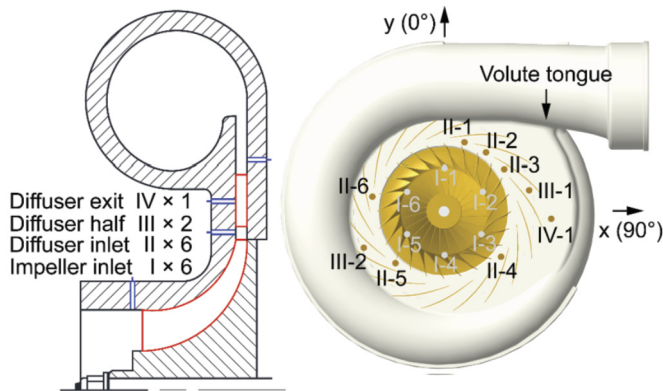 Diffuser exit IV × 1
Diffuser half III × 2
Diffuser inlet II × 6
Impeller inlet I × 6
y (0°)
Volute tongue
II-1
II-2
II-3
I-1
III-1
II-6
I-6
I-2
IV-1
x (90°)
I-5
I-3
III-2
II-5
I-4
II-4